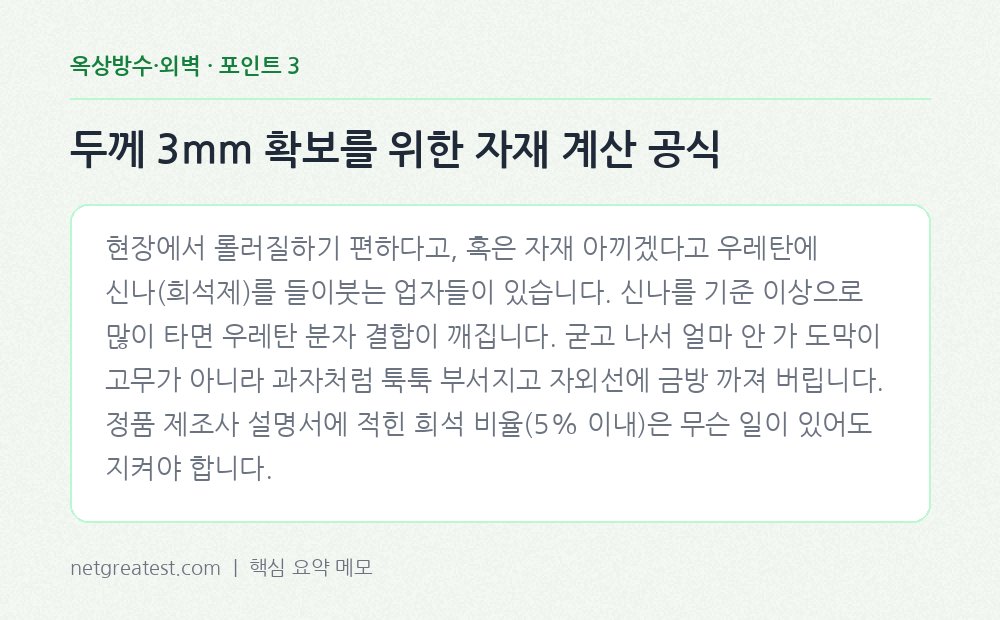 옥상방수·외벽 · 포인트 3
두께 3mm 확보를 위한 자재 계산 공식
현장에서 롤러질하기 편하다고, 혹은 자재 아끼겠다고 우레탄에
신나(희석제)를 들이붓는 업자들이 있습니다. 신나를 기준 이상으로
많이 타면 우레탄 분자 결합이 깨집니다. 굳고 나서 얼마 안 가 도막이
고무가 아니라 과자처럼 툭툭 부서지고 자외선에 금방 까져 버립니다.
정품 제조사 설명서에 적힌 희석 비율(5% 이내)은 무슨 일이 있어도
지켜야 합니다.
netgreatest.com | 핵심 요약 메모